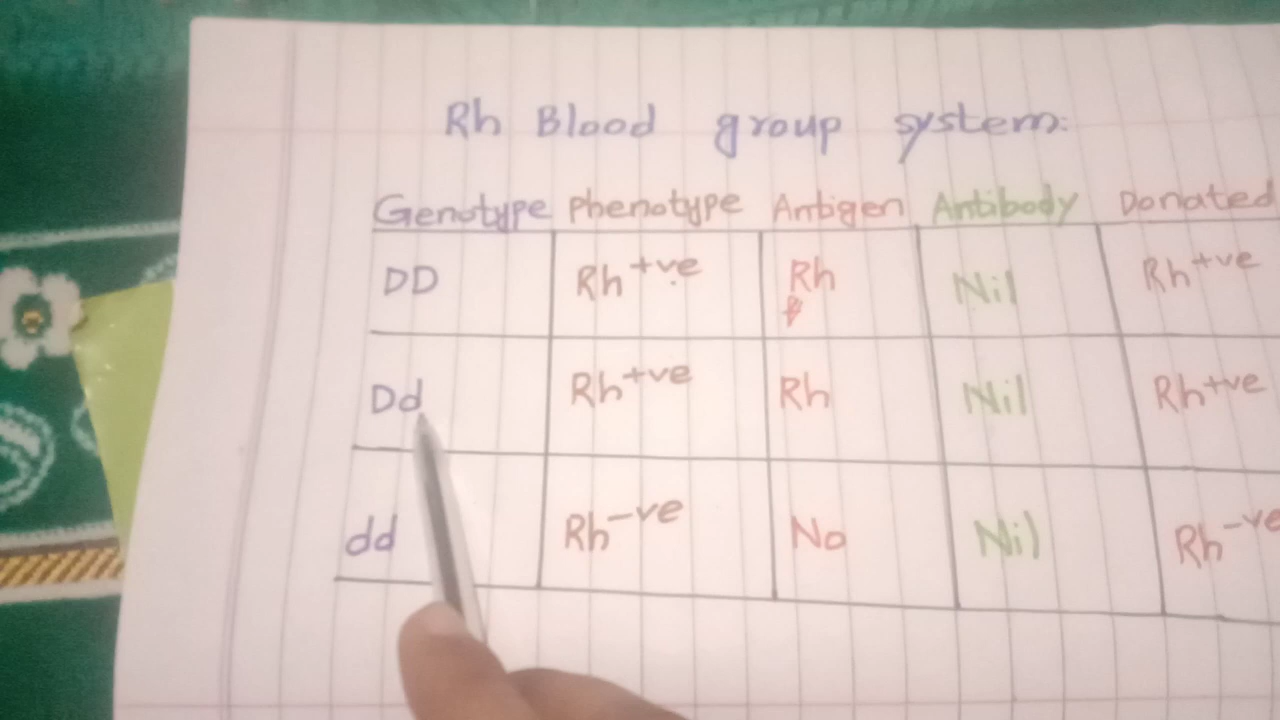 Rh Blood group system:
Genotype Phenotype Antigen Antibody Donated
DD Rh+ve Rh Nil Rh+ve
Dd Rh+ve Rh Nil Rh+ve
dd Rh-ve No Nil Rh-ve